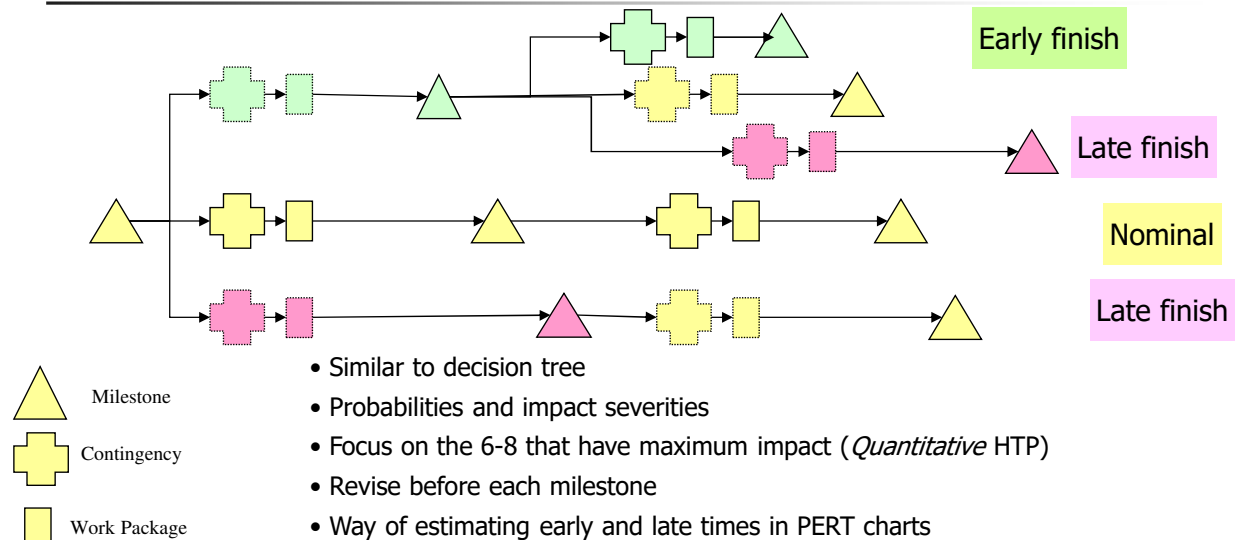 Early finish
Late finish
Nominal
Late finish
Milestone
Contingency
Work Package
• Similar to decision tree
• Probabilities and impact severities
• Focus on the 6-8 that have maximum impact (Quantitative HTP)
• Revise before each milestone
• Way of estimating early and late times in PERT charts